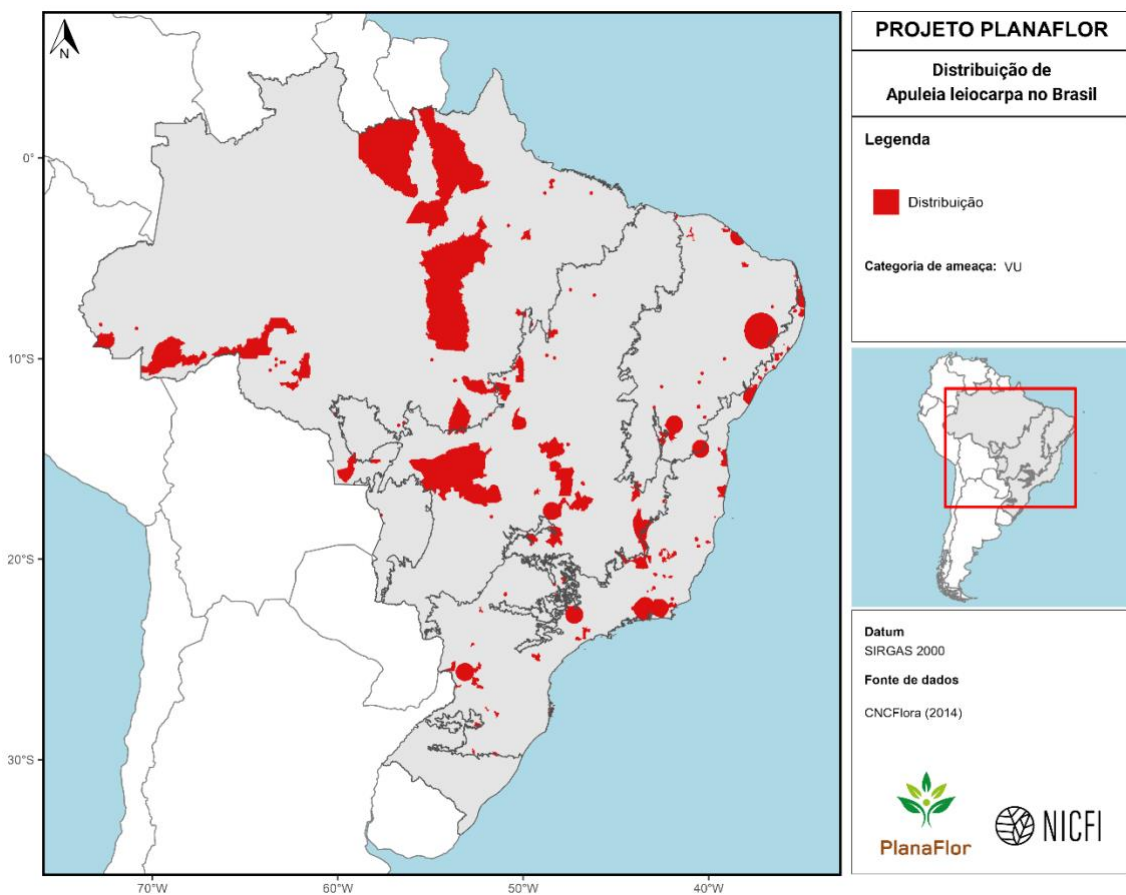 N
0°
10°S
20°S
30°S
70°W
60°W
50°W
40°W
PROJETO PLANAFLOR
Distribuição de
Apuleia leiocarpa no Brasil
Legenda
Distribuição
Categoria de ameaça: VU
Datum
SIRGAS 2000
Fonte de dados
CNCFlora (2014)
PlanaFlor
NICFI